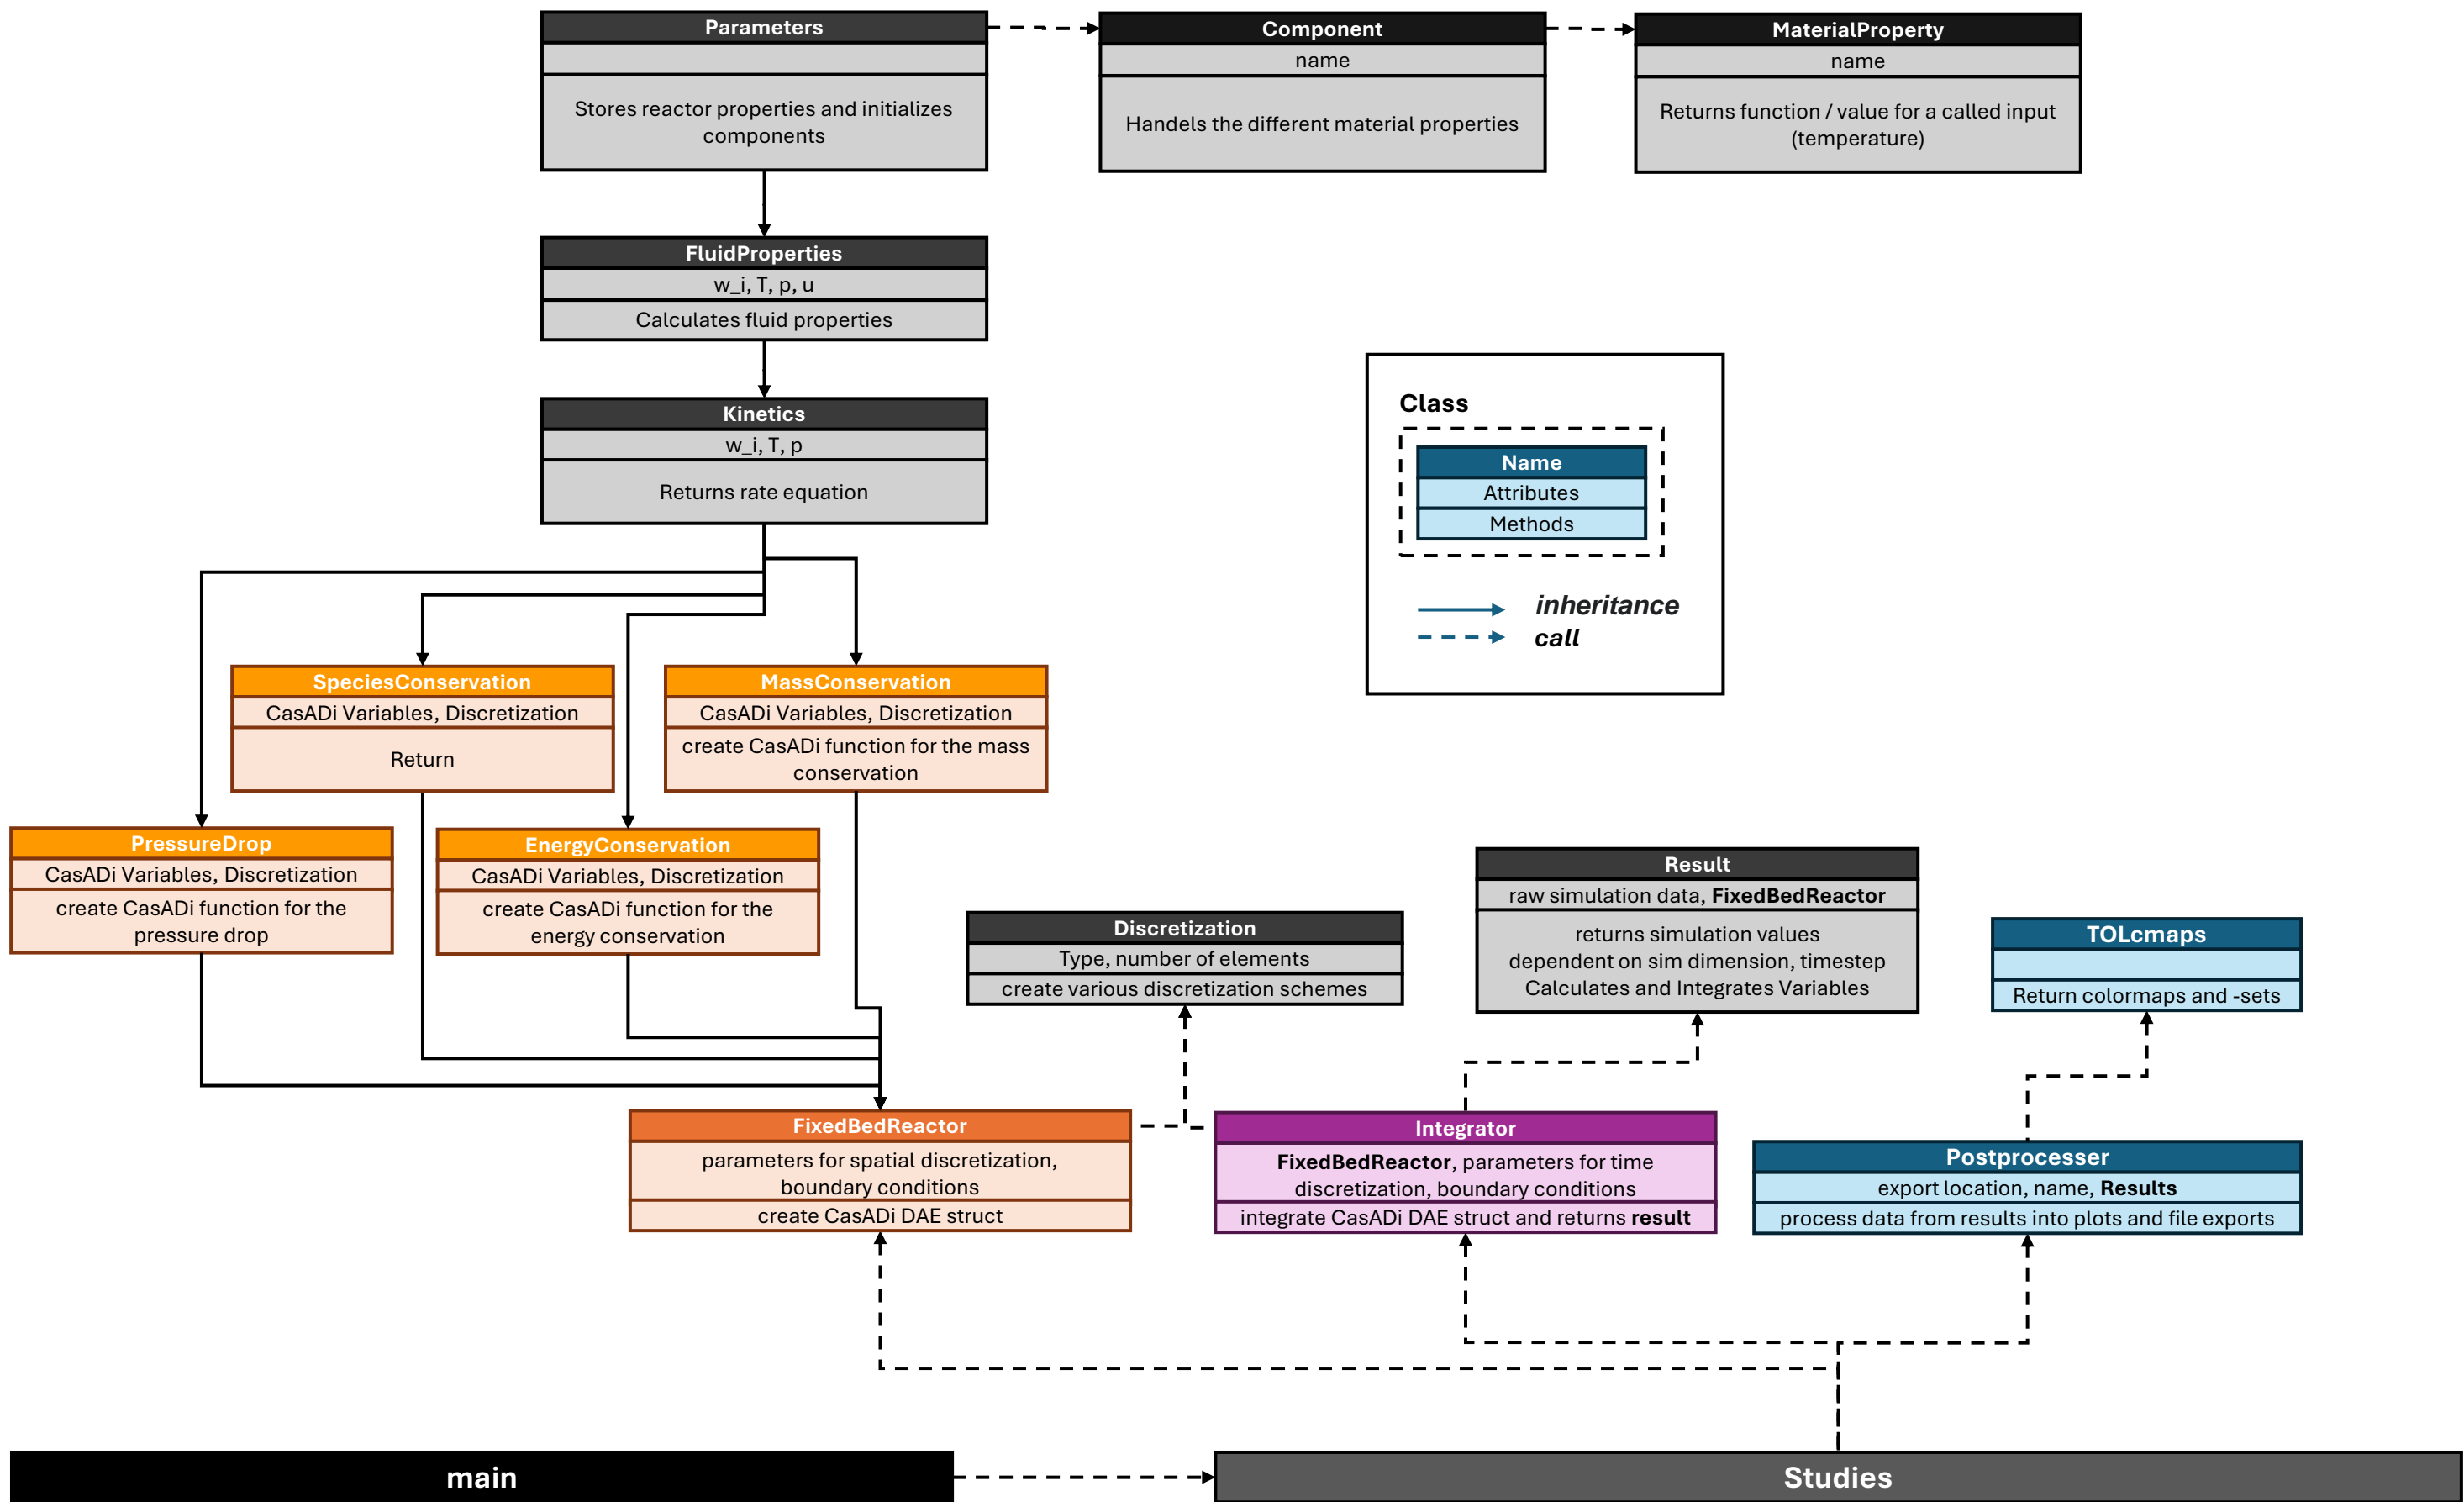 Parameters
Stores reactor properties and initializes
components
Component
name
Handels the different material properties
MaterialProperty
name
Returns function / value for a called input
(temperature)
FluidProperties
w_i, T, p, u
Calculates fluid properties
Kinetics
w_i, T, p
Returns rate equation
Class
Name
Attributes
Methods
inheritance
call
SpeciesConservation
CasADi Variables, Discretization
Return
MassConservation
CasADi Variables, Discretization
create CasADi function for the mass
conservation
PressureDrop
CasADi Variables, Discretization
create CasADi function for the
pressure drop
EnergyConservation
CasADi Variables, Discretization
create CasADi function for the
energy conservation
Discretization
Type, number of elements
create various discretization schemes
Result
raw simulation data, FixedBedReactor
returns simulation values
dependent on sim dimension, timestep
Calculates and Integrates Variables
TOLcmaps
Return colormaps and -sets
FixedBedReactor
parameters for spatial discretization,
boundary conditions
create CasADi DAE struct
Integrator
FixedBedReactor, parameters for time
discretization, boundary conditions
integrate CasADi DAE struct and returns result
Postprocesser
export location, name, Results
process data from results into plots and file exports
main
Studies